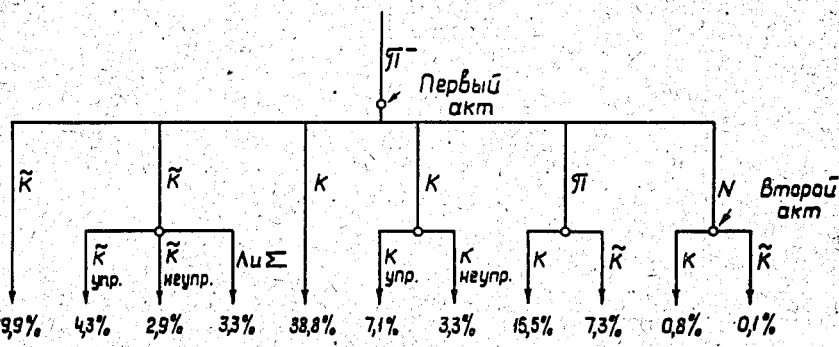 π⁻
Первый
акт
K̃ K̃ K K π N Второй
акт
K̃
упр.
K̃
неупр.
Λ и Σ
K
упр.
K
неупр.
K K̃ K K̃
9,9% 4,3% 2,9% 3,3% 38,8% 7,1% 3,3% 15,5% 7,3% 0,8% 0,1%